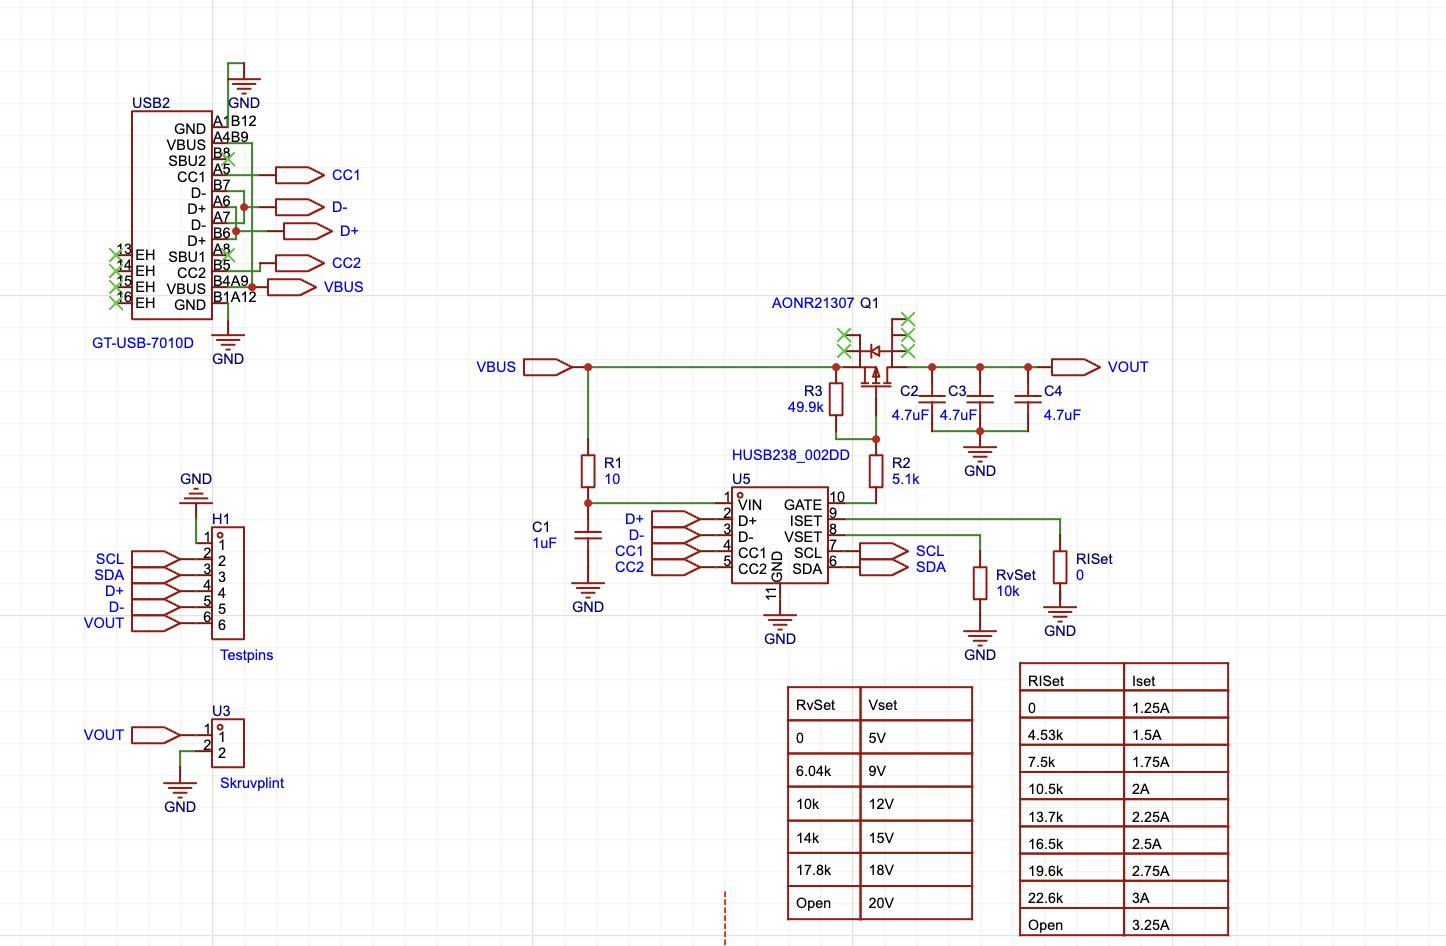 GND
USB2
A1B12
GND
A4B9
VBUS
B8
SBU2
A5
CC1
CC1
B7
D-
A6
D+
D-
A7
D-
B6
D+
D+
13
EH
A8
SBU1
14
EH
B5
CC2
CC2
15
EH
B4A9
VBUS
VBUS
16
EH
B1A12
GND
GT-USB-7010D
GND
AONR21307 Q1
VBUS
VOUT
R3
49.9k
C2
4.7uF
C3
4.7uF
C4
4.7uF
GND
R1
10
HUSB238_002DD
U5
R2
5.1k
C1
1uF
GND
1
VIN
GATE
10
D+
2
D+
ISET
9
D-
3
D-
VSET
8
CC1
4
CC1
SCL
7
SCL
CC2
5
CC2
SDA
6
SDA
GND
11
GND
RvSet
10k
GND
RISet
0
GND
GND
H1
1
1
SCL
2
2
SDA
3
3
D+
4
4
D-
5
5
VOUT
6
6
Testpins
U3
VOUT
1
1
2
2
GND
Skruvplint
RvSet Vset
0 5V
6.04k 9V
10k 12V
14k 15V
17.8k 18V
Open 20V
RISet Iset
0 1.25A
4.53k 1.5A
7.5k 1.75A
10.5k 2A
13.7k 2.25A
16.5k 2.5A
19.6k 2.75A
22.6k 3A
Open 3.25A